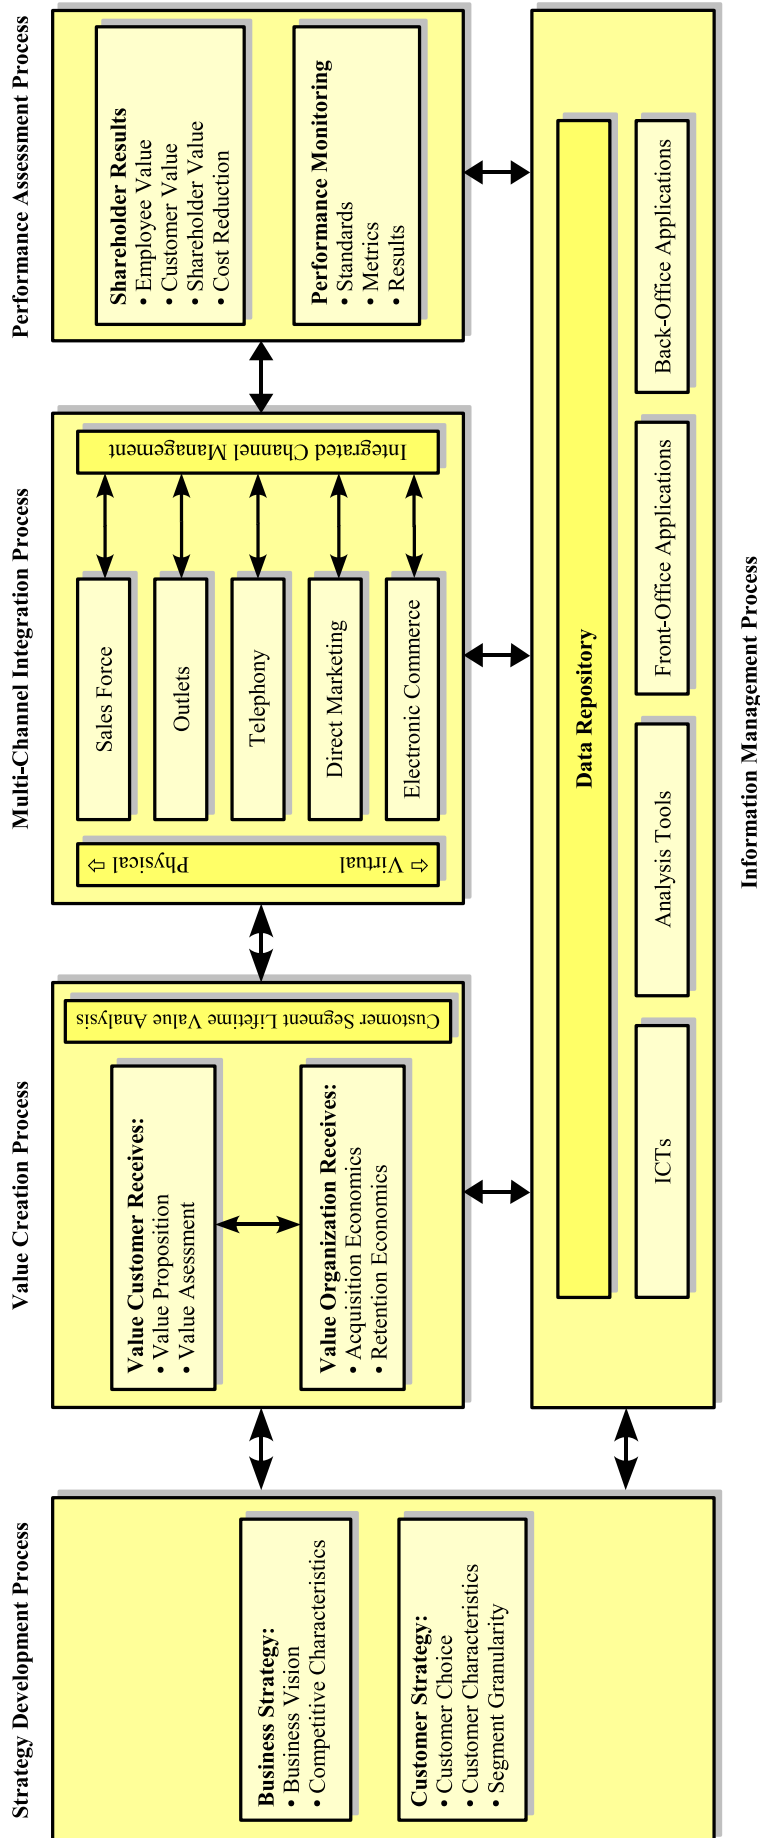 Strategy Development Process
Business Strategy:
• Business Vision
• Competitive Characteristics
Customer Strategy:
• Customer Choice
• Customer Characteristics
• Segment Granularity
Value Creation Process
Value Customer Receives:
• Value Proposition
• Value Asessment
Value Organization Receives:
• Acquisition Economics
• Retention Economics
Customer Segment Lifetime Value Analysis
Multi-Channel Integration Process
⇦ Physical
Virtual ⇨
Sales Force
Outlets
Telephony
Direct Marketing
Electronic Commerce
Integrated Channel Management
Performance Assessment Process
Shareholder Results
• Employee Value
• Customer Value
• Shareholder Value
• Cost Reduction
Performance Monitoring
• Standards
• Metrics
• Results
Data Repository
ICTs
Analysis Tools
Front-Office Applications
Back-Office Applications
Information Management Process